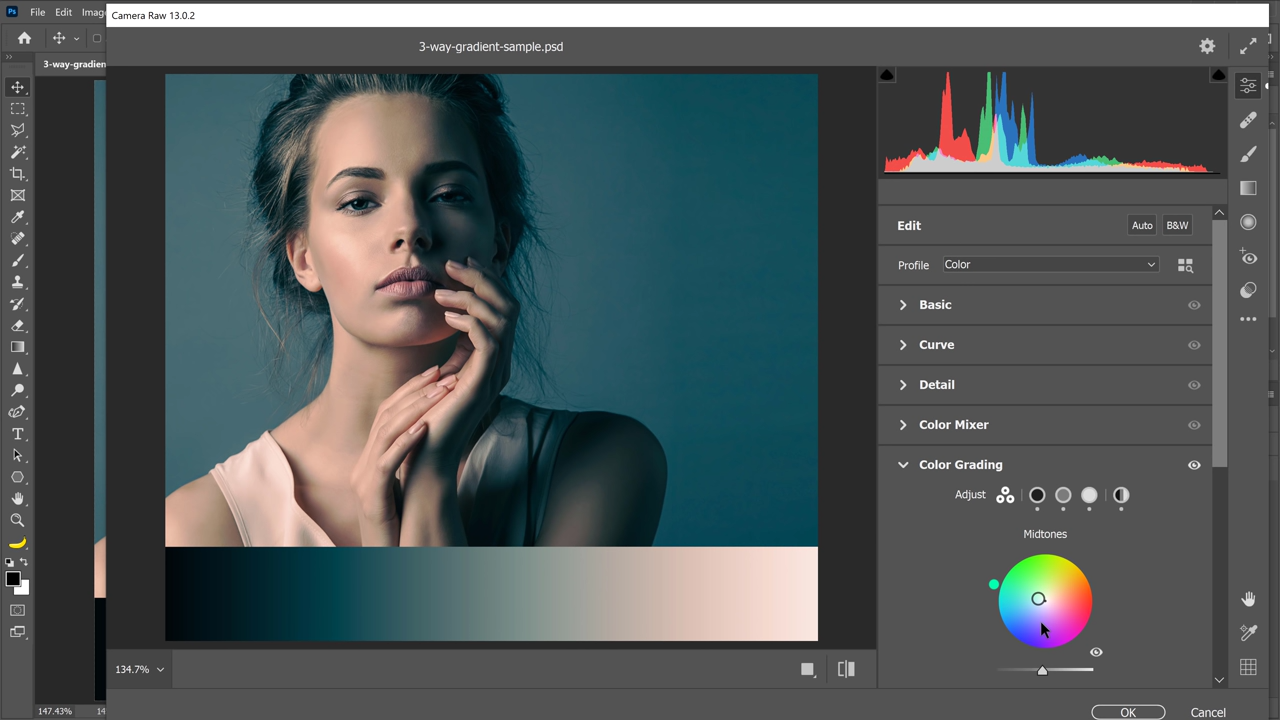 Camera Raw 13.0.2
Ps File Edit Imag
3-way-gradient-sample.psd
3-way-gradien
Edit Auto B&W
Profile Color
Basic
Curve
Detail
Color Mixer
Color Grading
Adjust
Midtones
T
134.7%
147.43% 14
OK Cancel